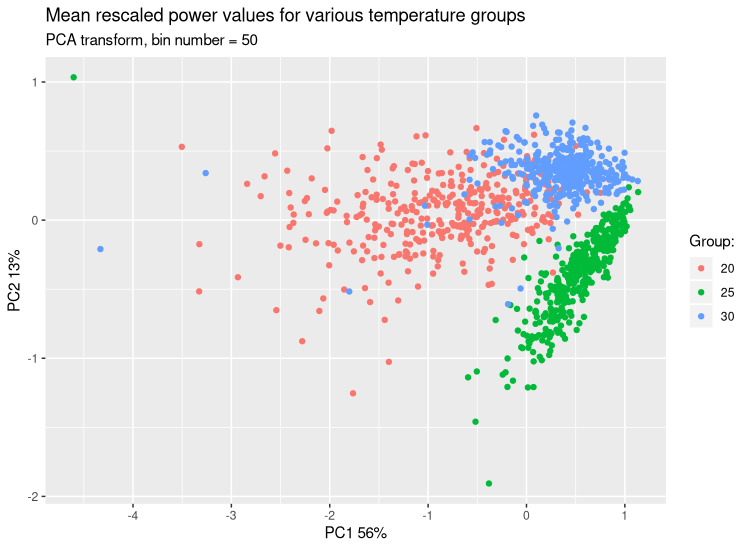 Mean rescaled power values for various temperature groups
PCA transform, bin number = 50
1
0
-1
-2
PC2 13%
-4
-3
-2
-1
0
1
PC1 56%
Group:
20
25
30